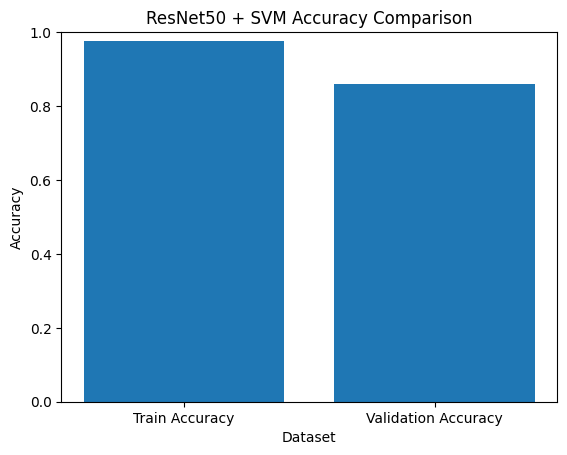 ResNet50 + SVM Accuracy Comparison
1.0
0.8
0.6
0.4
0.2
0.0
Accuracy
Train Accuracy
Validation Accuracy
Dataset